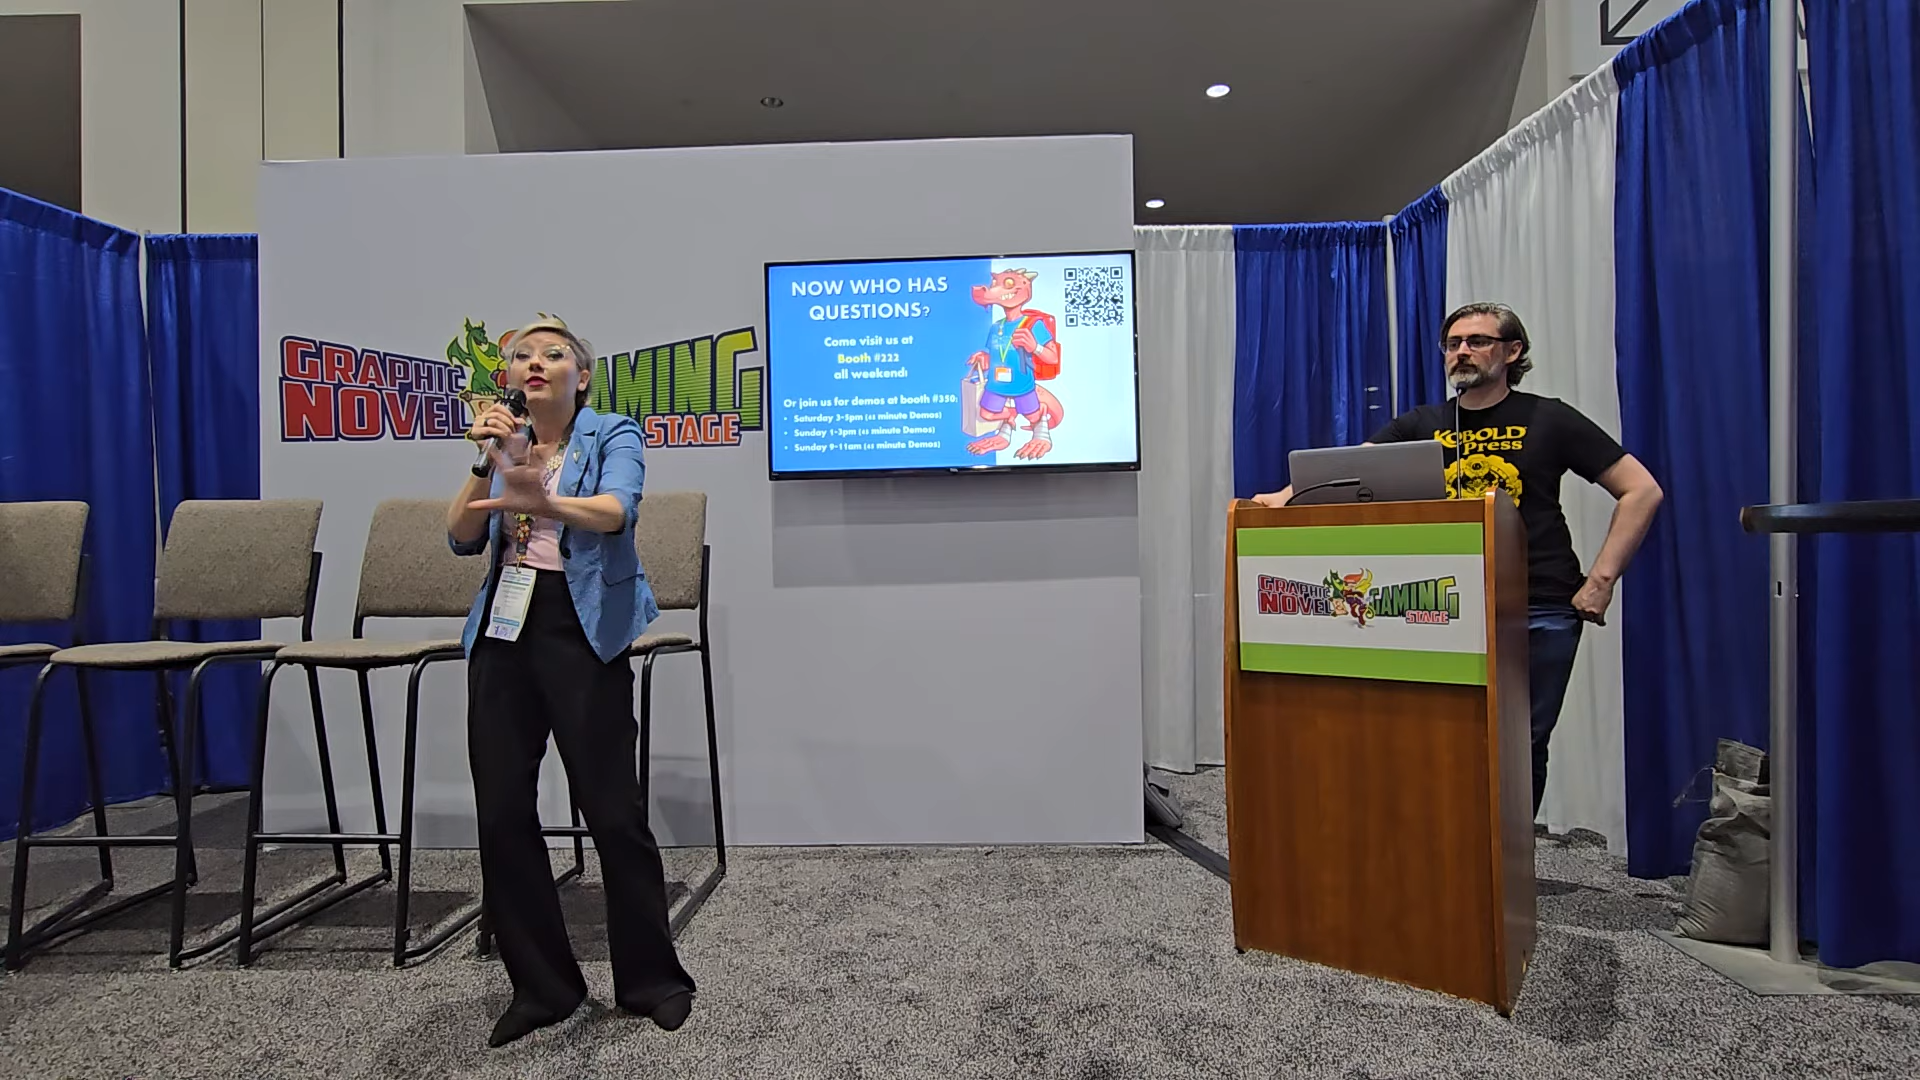 GRAPHIC
NOVEL
GAMING
STAGE
NOW WHO HAS
QUESTIONS?
Come visit us at
Booth #222
all weekend!
Or join us for demos at booth #350:
• Saturday 3-5pm (45 minute Demos)
• Sunday 1-3pm (45 minute Demos)
• Sunday 9-11am (45 minute Demos)
KOBOLD
Press
DELL
GRAPHIC
NOVEL
GAMING
STAGE